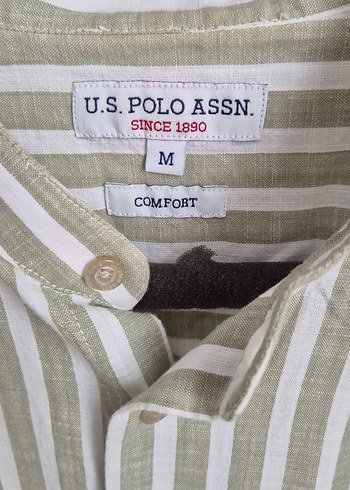 U.S. POLO ASSN.
SINCE 1890
M
COMFORT